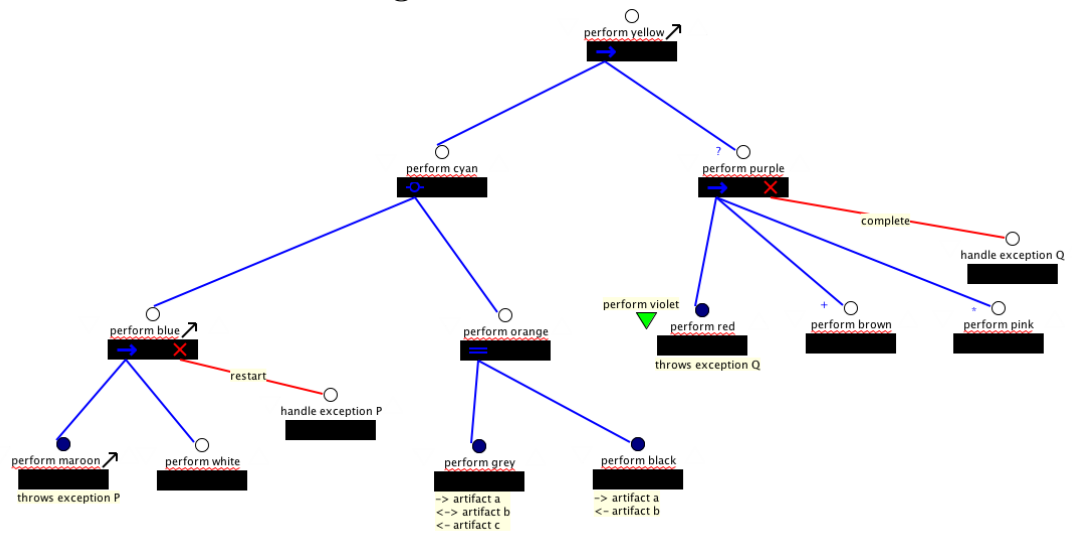 perform yellow
perform cyan
?
perform purple
complete
handle exception Q
perform blue
perform orange
perform violet
perform red
throws exception Q
+
perform brown
*
perform pink
restart
handle exception P
perform maroon
throws exception P
perform white
perform grey
-> artifact a
<-> artifact b
<- artifact c
perform black
-> artifact a
<- artifact b